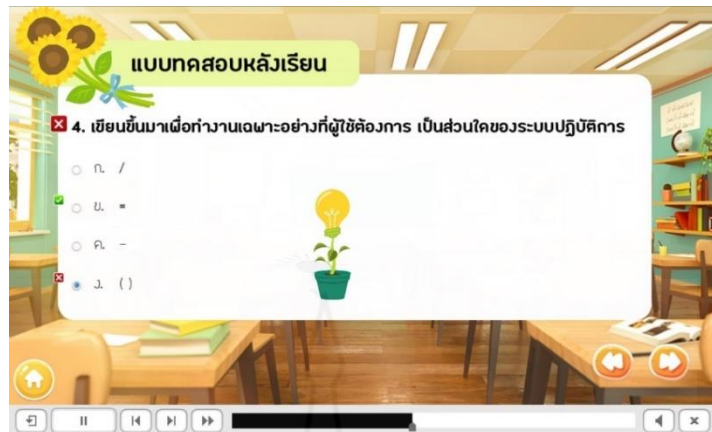 แบบทดสอบหลังเรียน
4. เขียนขึ้นมาเพื่อทำงานเฉพาะอย่างที่ผู้ใช้ต้องการ เป็นส่วนใดของระบบปฏิบัติการ
ก. /
ข. =
ค. -
ง. ( )